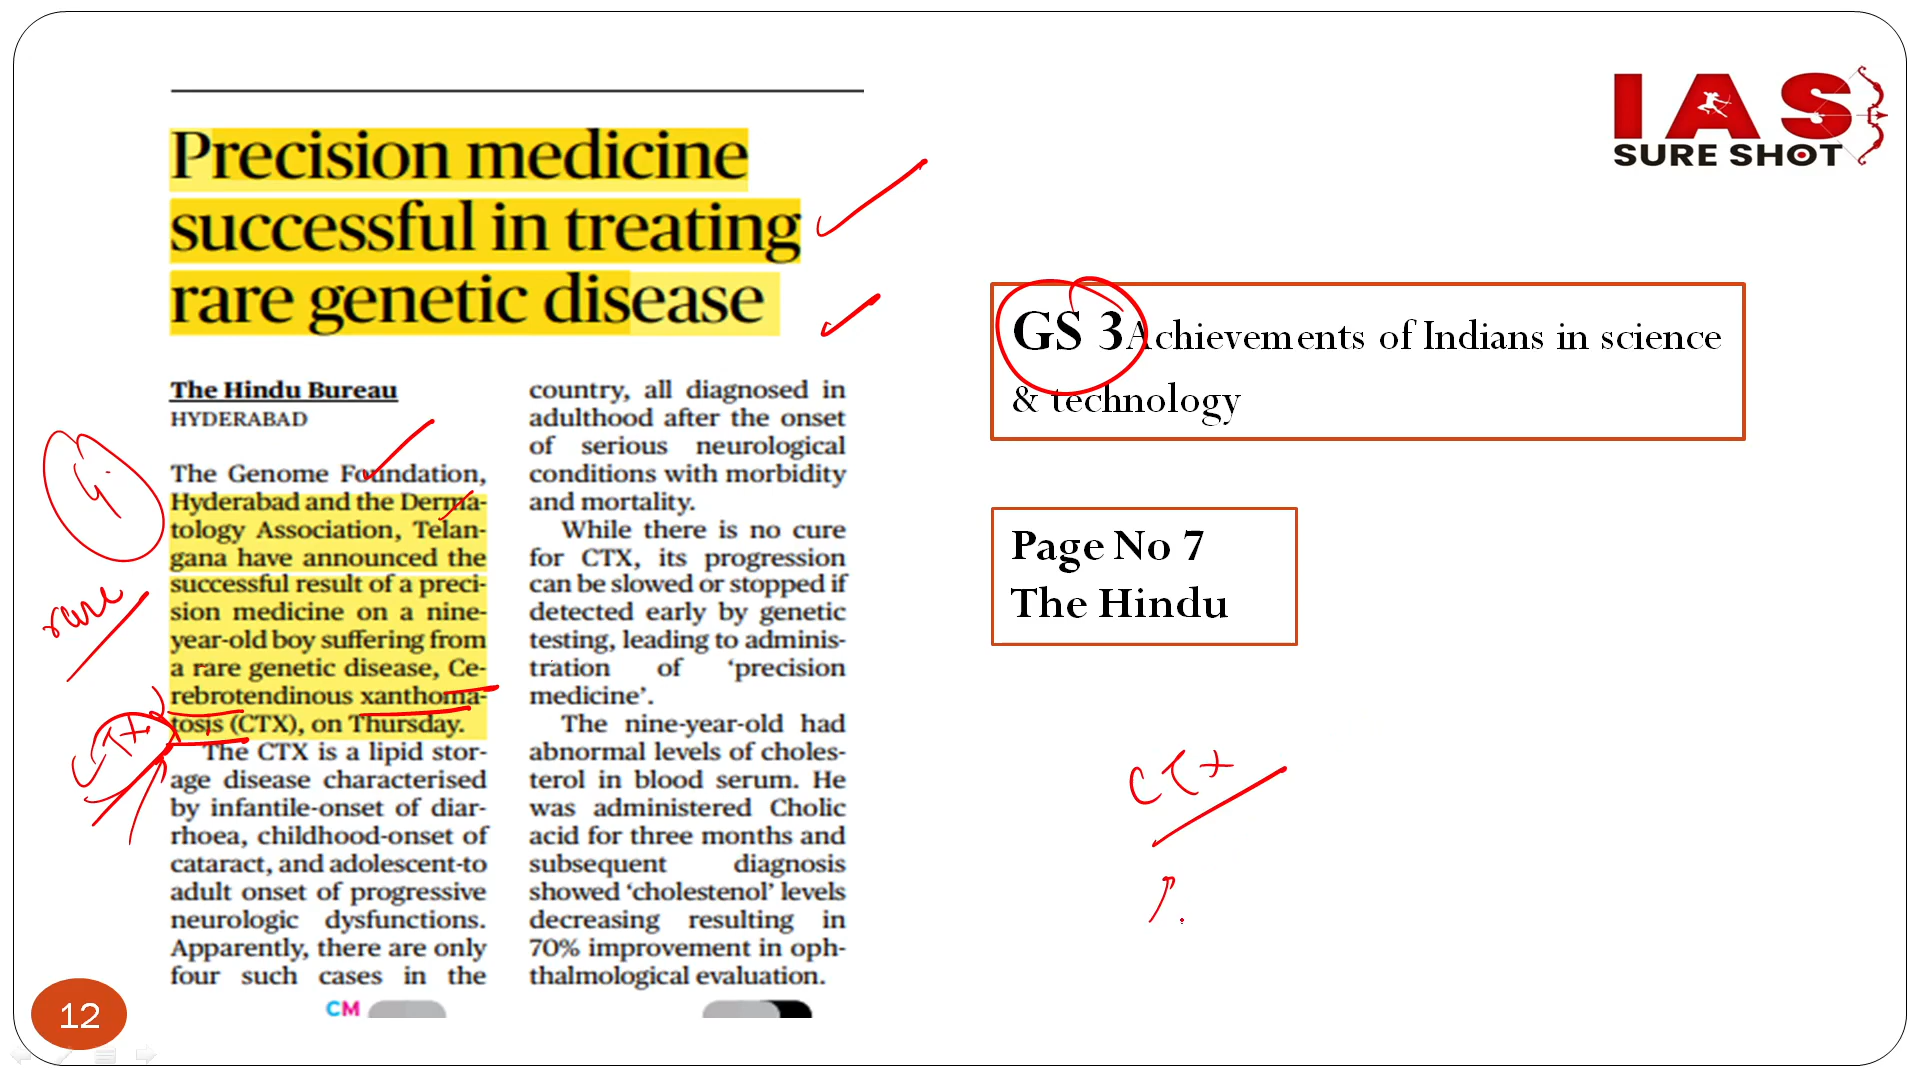 IAS
SURE SHOT
Precision medicine
successful in treating
rare genetic disease
The Hindu Bureau
HYDERABAD
The Genome Foundation,
Hyderabad and the Derma-
tology Association, Telan-
gana have announced the
successful result of a preci-
sion medicine on a nine-
year-old boy suffering from
a rare genetic disease, Ce-
rebrotendinous xanthoma-
tosis (CTX), on Thursday.
The CTX is a lipid stor-
age disease characterised
by infantile-onset of diar-
rhoea, childhood-onset of
cataract, and adolescent-to
adult onset of progressive
neurologic dysfunctions.
Apparently, there are only
four such cases in the
country, all diagnosed in
adulthood after the onset
of serious neurological
conditions with morbidity
and mortality.
While there is no cure
for CTX, its progression
can be slowed or stopped if
detected early by genetic
testing, leading to adminis-
tration of ‘precision
medicine’.
The nine-year-old had
abnormal levels of choles-
terol in blood serum. He
was administered Cholic
acid for three months and
subsequent diagnosis
showed ‘cholestenol’ levels
decreasing resulting in
70% improvement in oph-
thalmological evaluation.
CM
rare
CTX
GS 3 Achievements of Indians in science
& technology
Page No 7
The Hindu
CTX
12